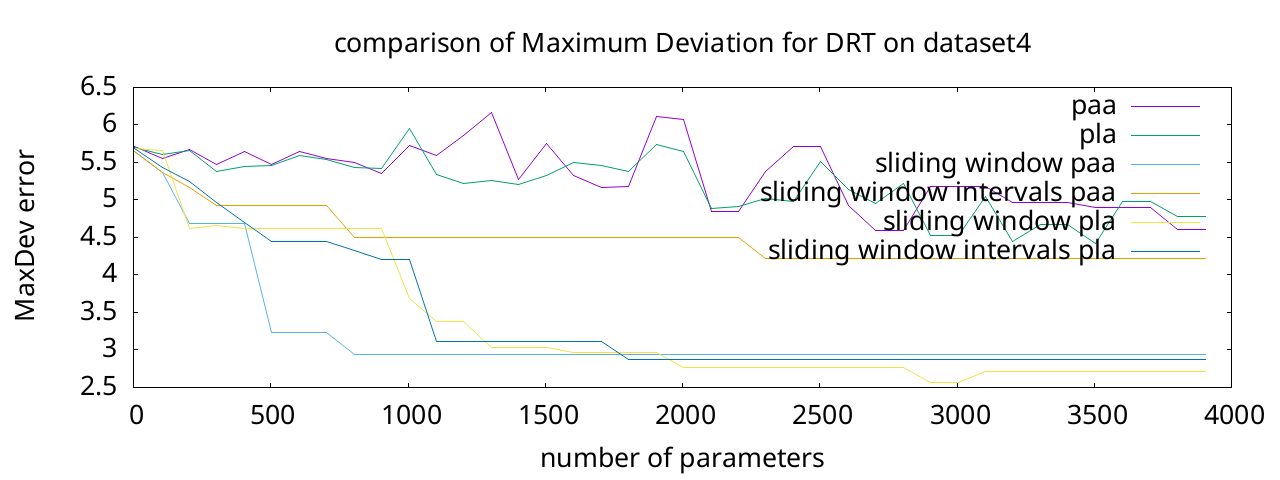 comparison of Maximum Deviation for DRT on dataset4
MaxDev error
6.5
6
5.5
5
4.5
4
3.5
3
2.5
paa
pla
sliding window paa
sliding window intervals paa
sliding window pla
sliding window intervals pla
0 500 1000 1500 2000 2500 3000 3500 4000
number of parameters